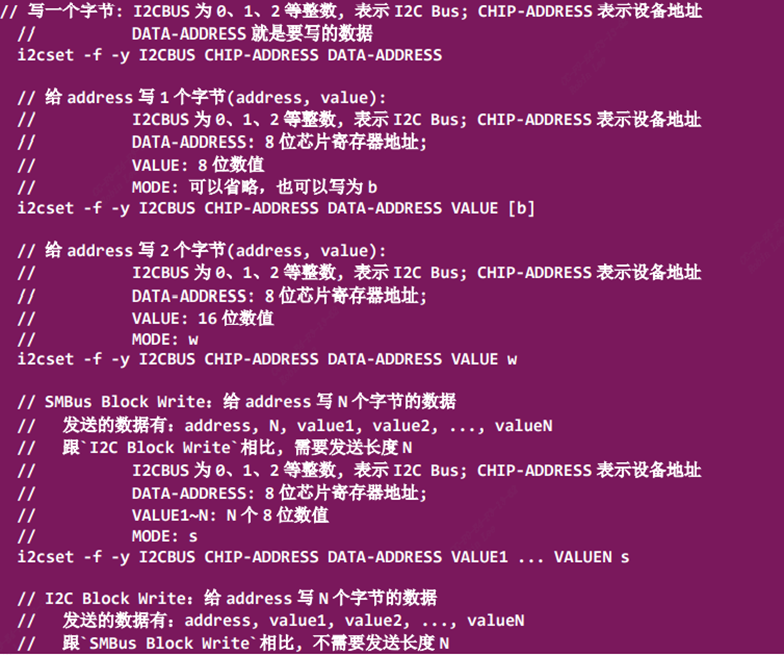 // 写一个字节: I2CBUS 为 0、1、2 等整数, 表示 I2C Bus; CHIP-ADDRESS 表示设备地址
// DATA-ADDRESS 就是要写的数据
i2cset -f -y I2CBUS CHIP-ADDRESS DATA-ADDRESS
// 给 address 写 1 个字节(address, value):
// I2CBUS 为 0、1、2 等整数, 表示 I2C Bus; CHIP-ADDRESS 表示设备地址
// DATA-ADDRESS: 8 位芯片寄存器地址;
// VALUE: 8 位数值
// MODE: 可以省略，也可以写为 b
i2cset -f -y I2CBUS CHIP-ADDRESS DATA-ADDRESS VALUE [b]
// 给 address 写 2 个字节(address, value):
// I2CBUS 为 0、1、2 等整数, 表示 I2C Bus; CHIP-ADDRESS 表示设备地址
// DATA-ADDRESS: 8 位芯片寄存器地址;
// VALUE: 16 位数值
// MODE: w
i2cset -f -y I2CBUS CHIP-ADDRESS DATA-ADDRESS VALUE w
// SMBus Block Write：给 address 写 N 个字节的数据
// 发送的数据有：address, N, value1, value2, ..., valueN
// 跟`I2C Block Write`相比，需要发送长度 N
// I2CBUS 为 0、1、2 等整数, 表示 I2C Bus; CHIP-ADDRESS 表示设备地址
// DATA-ADDRESS: 8 位芯片寄存器地址;
// VALUE1~N: N 个 8 位数值
// MODE: s
i2cset -f -y I2CBUS CHIP-ADDRESS DATA-ADDRESS VALUE1 ... VALUEN s
// I2C Block Write：给 address 写 N 个字节的数据
// 发送的数据有：address, value1, value2, ..., valueN
// 跟`SMBus Block Write`相比，不需要发送长度 N